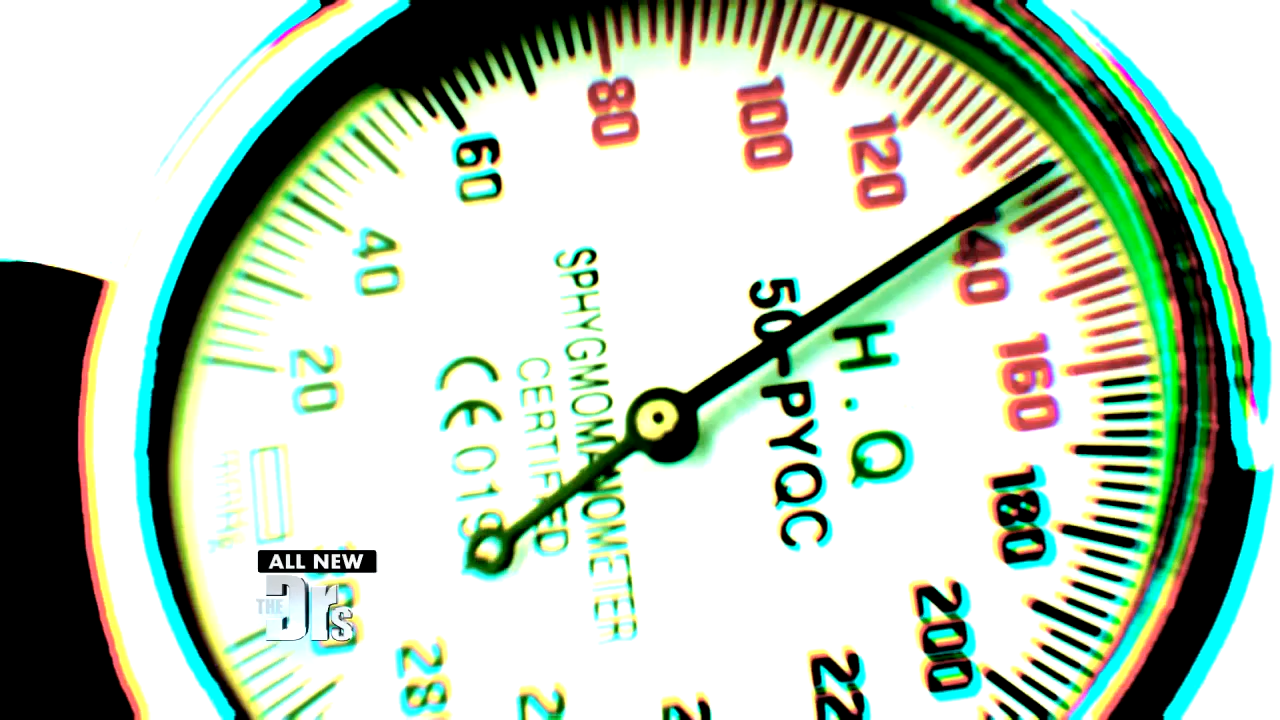 20
40
60
80
100
120
140
160
180
200
SPHYGMOMANOMETER
CERTIFIED
50-PYQC
H.Q
ALL NEW
THE Drs